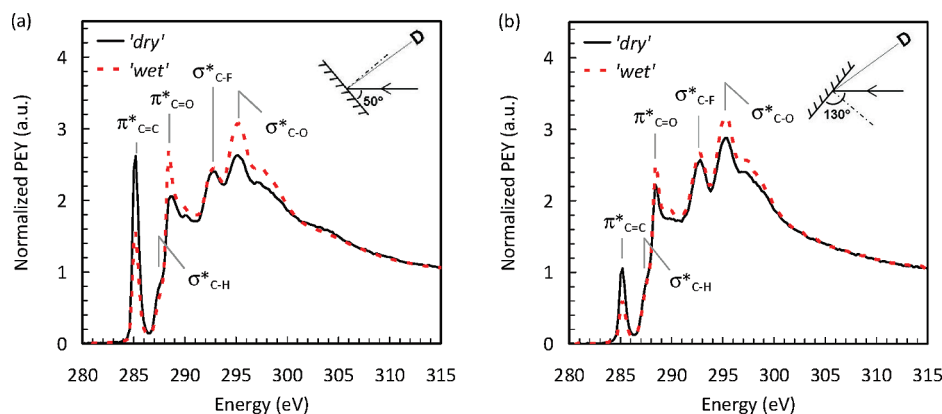 (a)
'dry'
'wet'
D
50°
π*C=C
π*C=O
σ*C-F
σ*C-O
σ*C-H
Normalized PEY (a.u.)
4
3
2
1
0
280 285 290 295 300 305 310 315
Energy (eV)
(b)
'dry'
'wet'
D
130°
π*C=C
π*C=O
σ*C-F
σ*C-O
σ*C-H
Normalized PEY (a.u.)
4
3
2
1
0
280 285 290 295 300 305 310 315
Energy (eV)